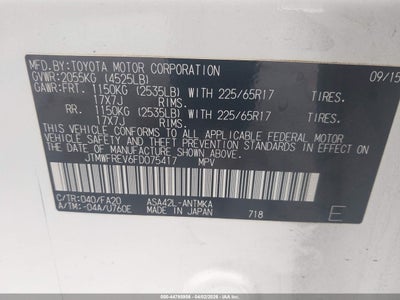 MFD.BY:TOYOTA MOTOR CORPORATION 09/15
GVWR:2055KG (4525LB)
GAWR:FRT. 1150KG (2535LB) WITH 225/65R17 TIRES.
17X7J RIMS.
RR. 1150KG (2535LB) WITH 225/65R17 TIRES.
17X7J RIMS.
THIS VEHICLE CONFORMS TO ALL APPLICABLE FEDERAL MOTOR
VEHICLE SAFETY AND THEFT PREVENTION STANDARDS IN
EFFECT ON THE DATE OF MANUFACTURE SHOWN ABOVE.
JTMWFREV6FD075417 MPV
C/TR:040/FA20 ASA42L-ANTMKA
A/TM:-04A/U760E MADE IN JAPAN 718
E